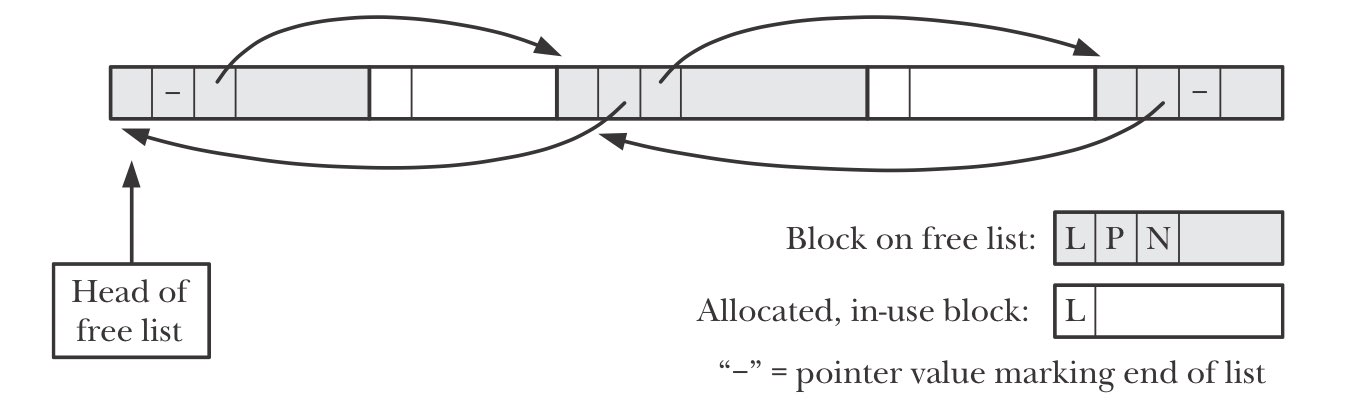 –
–
Head of
free list
Block on free list: L P N
Allocated, in-use block: L
“–” = pointer value marking end of list